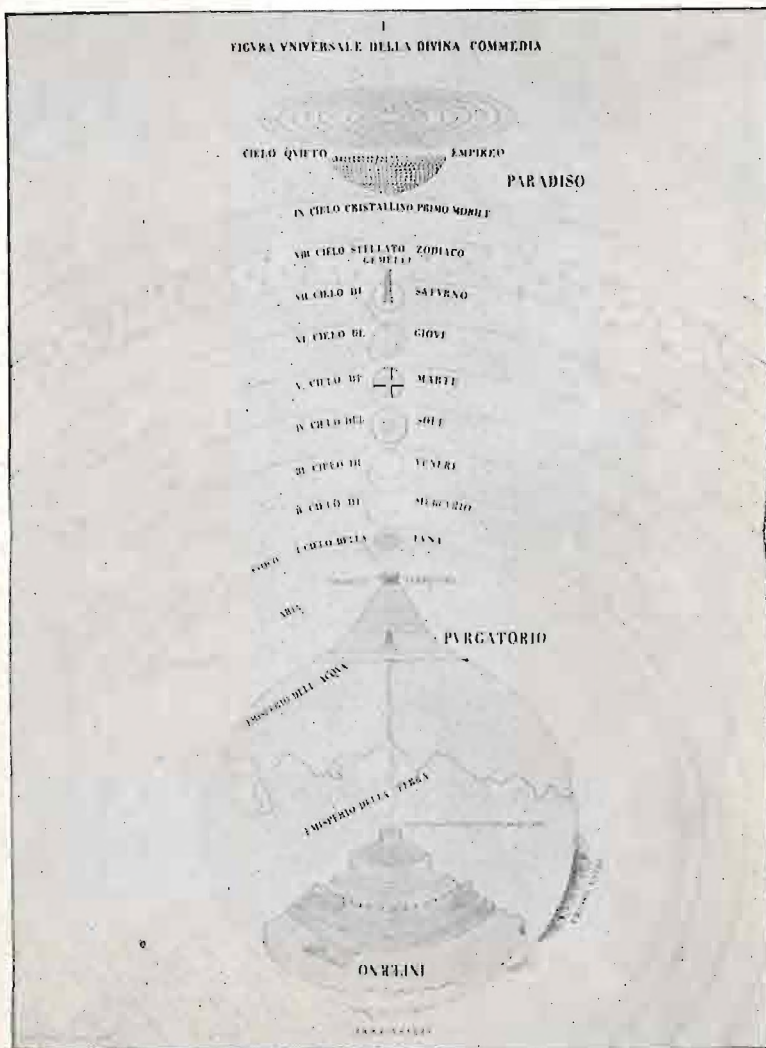 I
FIGVRA VNIVERSALE DELLA DIVINA COMMEDIA
CIELO QVIETO EMPIREO
PARADISO
IX CIELO CRISTALLINO PRIMO MOBILE
VIII CIELO STELLATO ZODIACO
GEMELLI
VII CIELO DI SATVRNO
VI CIELO DI GIOVE
V CIELO DI MARTE
IV CIELO DEL SOLE
III CIELO DI VENERE
II CIELO DI MERCVRIO
I CIELO DELLA LVNA
ARIA
PVRGATORIO
EMISPERIO DELL ACQVA
EMISPERIO DELLA TERRA
INFERNO